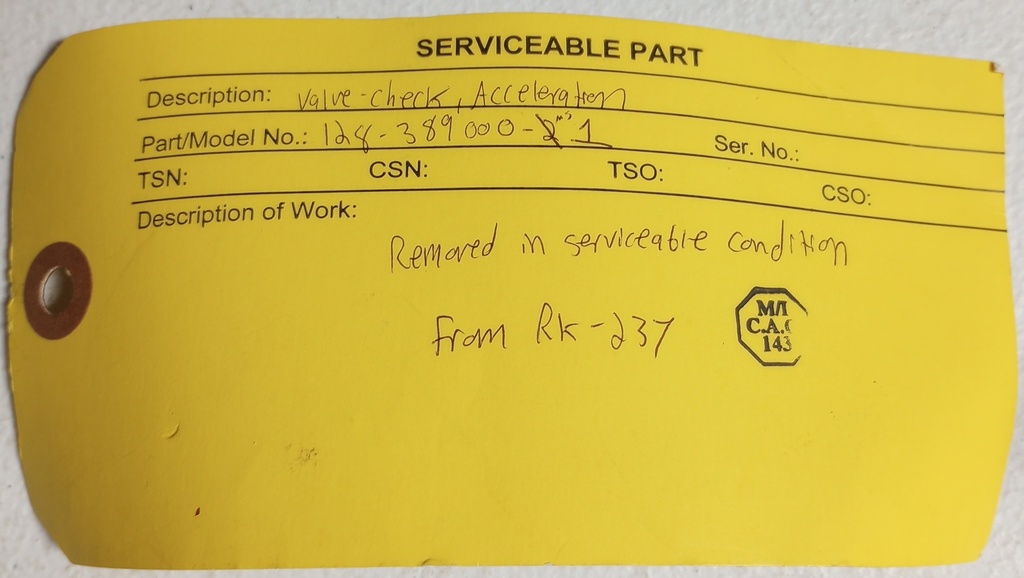 SERVICEABLE PART
Description: Valve-check, Acceleration
Part/Model No.: 128-389000-2 1 Ser. No.:
TSN: CSN: TSO: CSO:
Description of Work:
Removed in serviceable condition
from RK-237
M/I
C.A.C
143